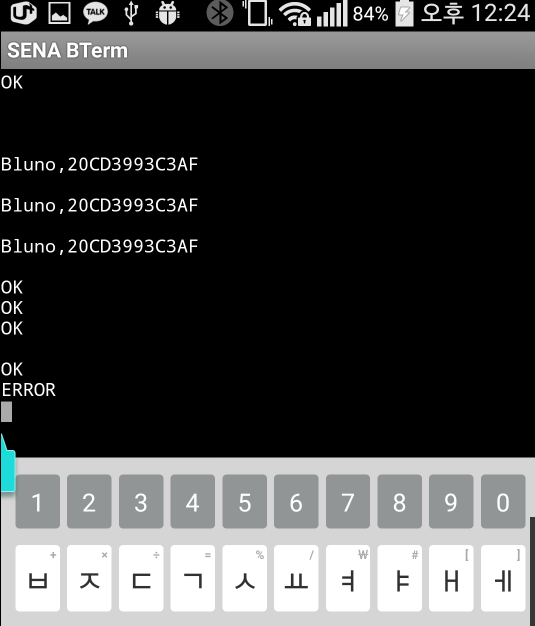 U+ TALK 84% 오후 12:24
SENA BTerm
OK
Bluno,20CD3993C3AF
Bluno,20CD3993C3AF
Bluno,20CD3993C3AF
OK
OK
OK
OK
ERROR
1 2 3 4 5 6 7 8 9 0
+ × ÷ = % / ₩ # [ ]
ㅂ ㅈ ㄷ ㄱ ㅅ ㅛ ㅕ ㅑ ㅐ ㅔ